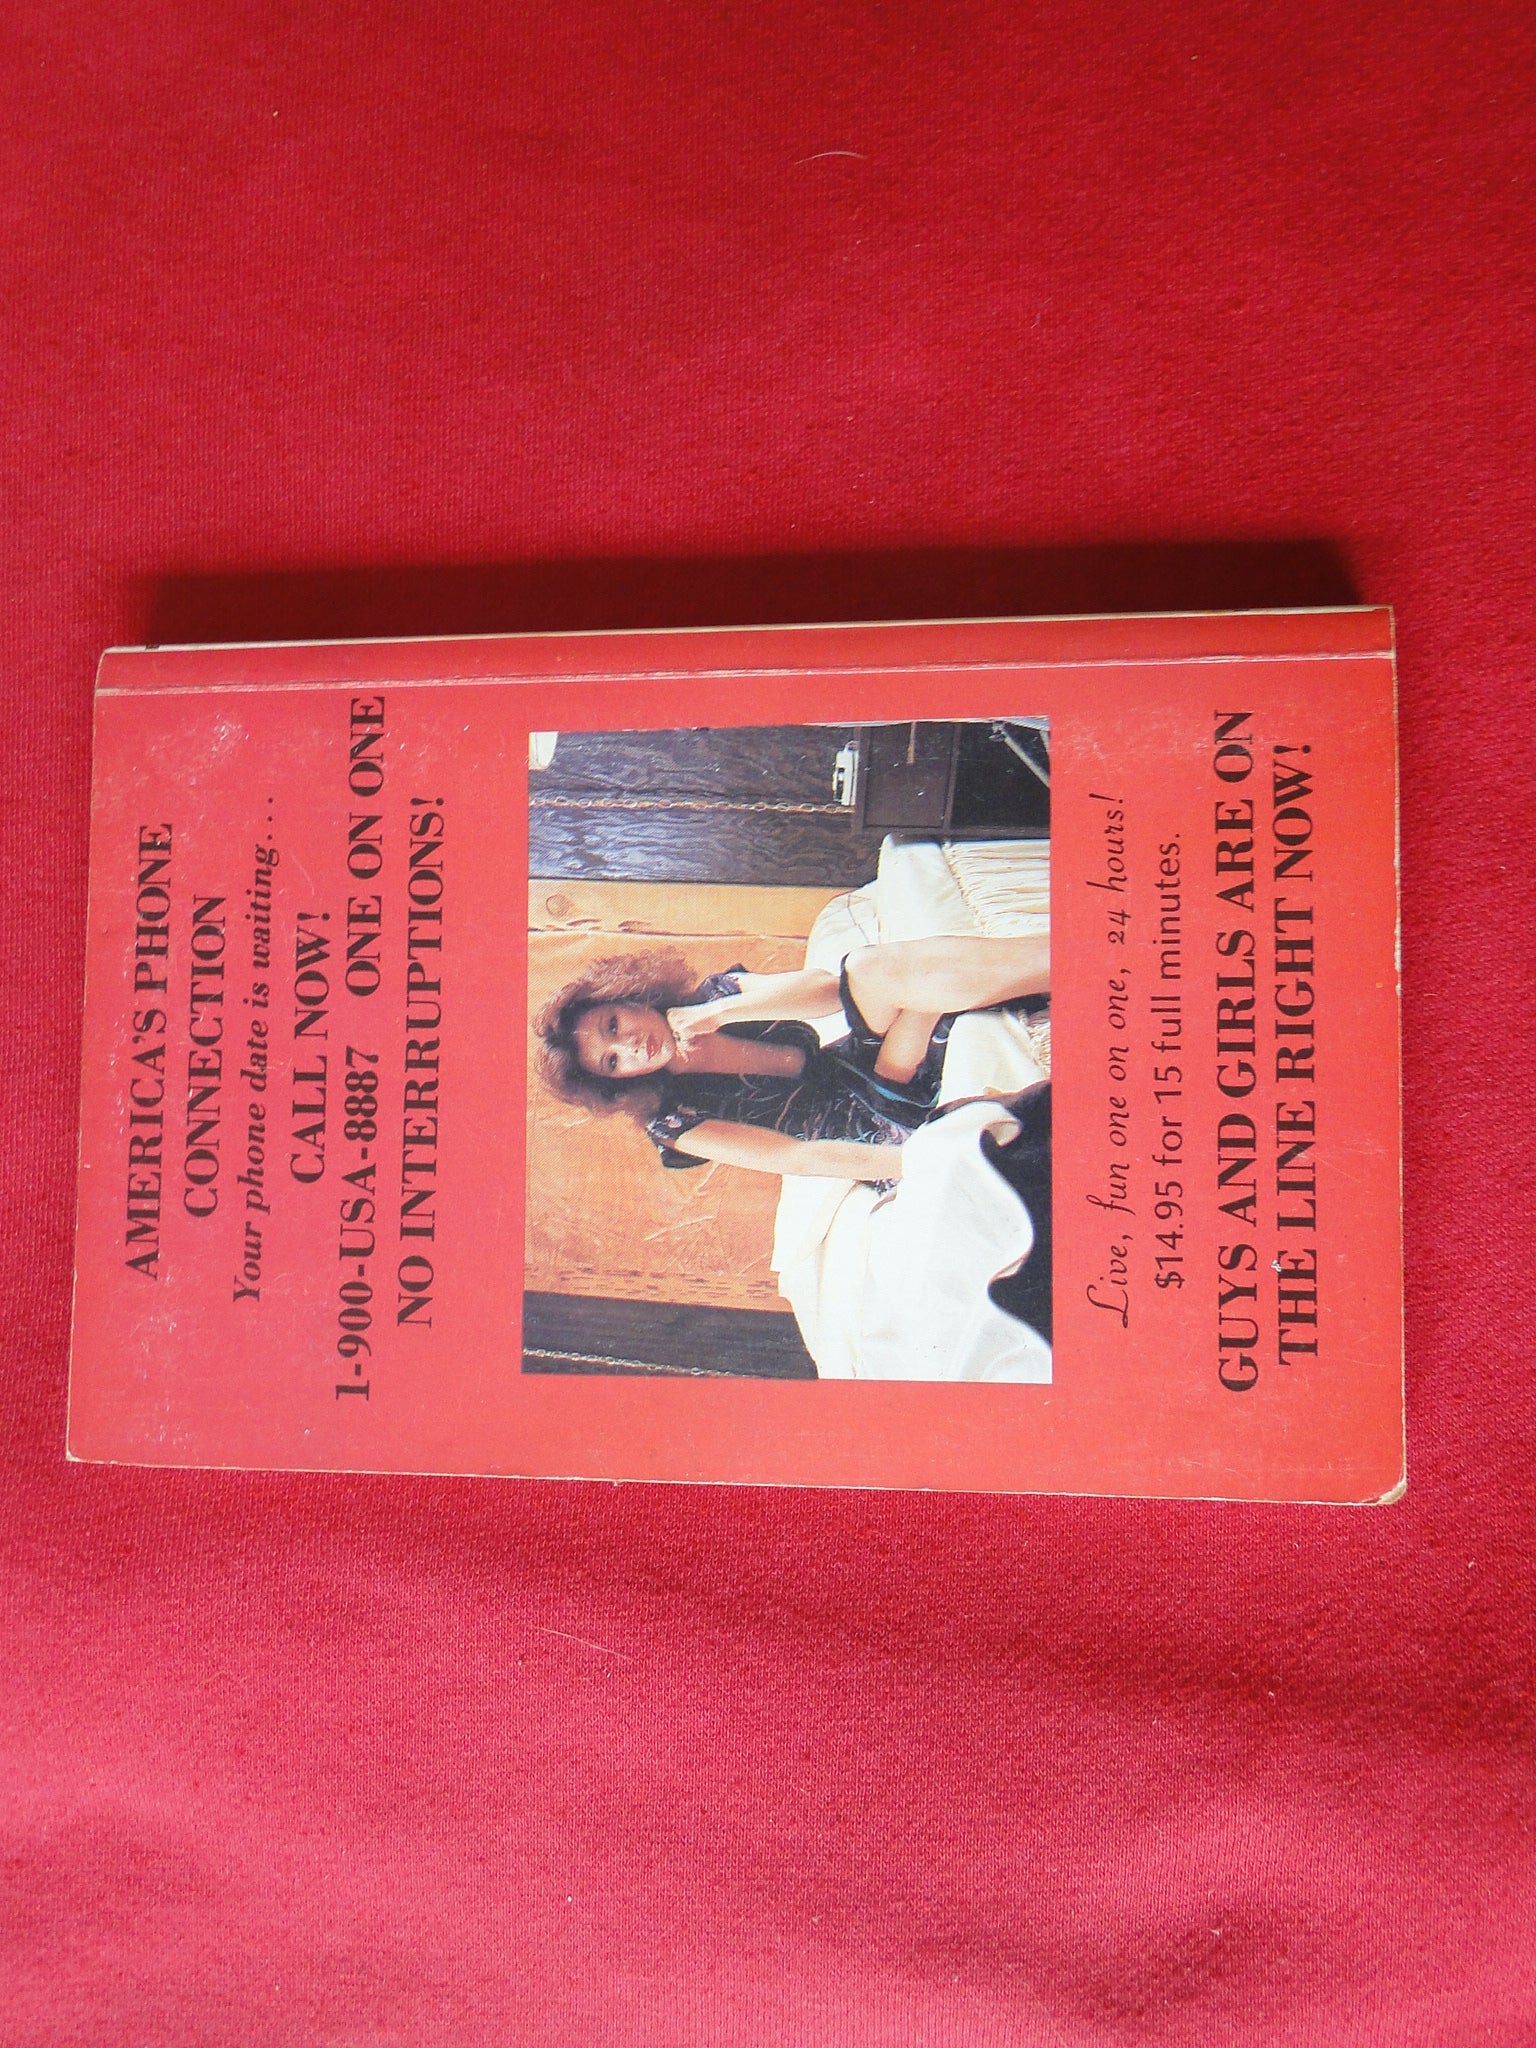 AMERICA'S PHONE
CONNECTION
Your phone date is waiting...
CALL NOW!
1-900-USA-8887 ONE ON ONE
NO INTERRUPTIONS!
Live, fun one on one, 24 hours!
$14.95 for 15 full minutes.
GUYS AND GIRLS ARE ON
THE LINE RIGHT NOW!